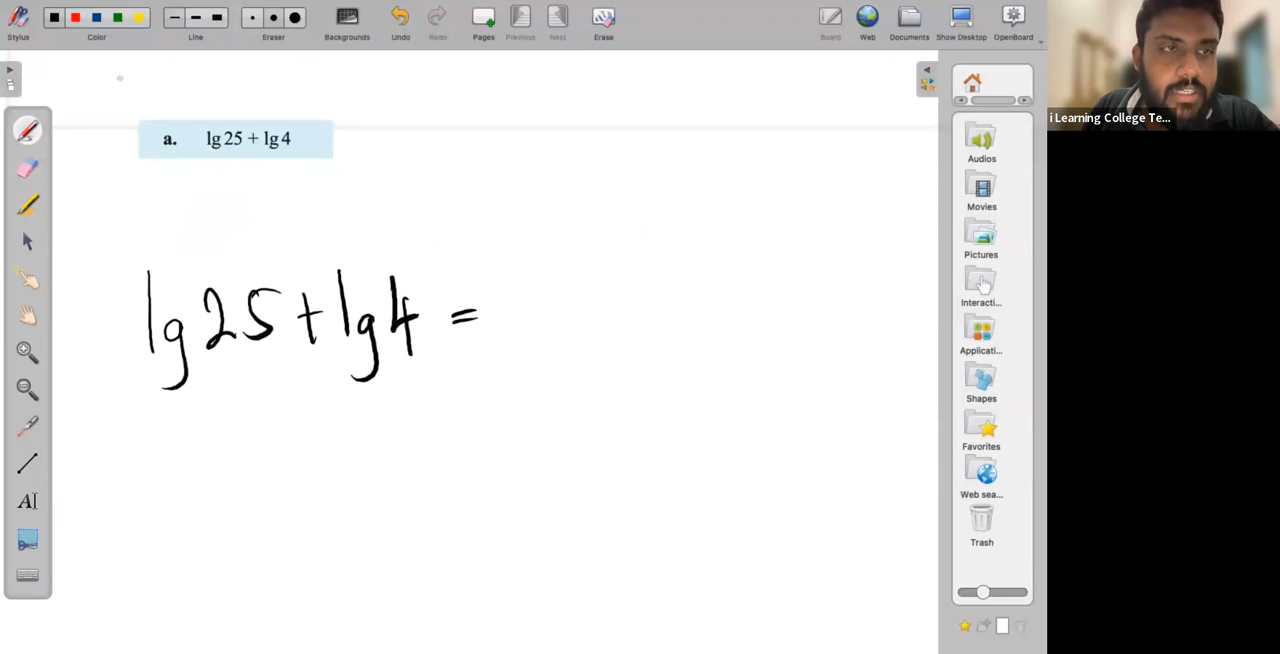 Stylus
Color
Line
Eraser
Backgrounds
Undo
Redo
Pages
Previous
Next
Erase
Board
Web
Documents
Show Desktop
OpenBoard
i Learning College Te...
a. lg 25 + lg 4
lg 25 + lg 4 =
Audios
Movies
Pictures
Interacti...
Applicati...
Shapes
Favorites
Web sea...
Trash